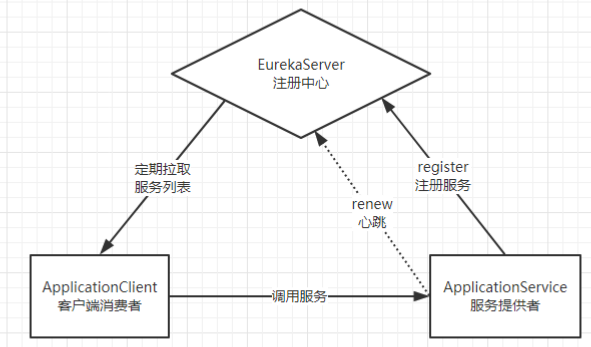 EurekaServer
注册中心
定期拉取
服务列表
register
注册服务
renew
心跳
ApplicationClient
客户端消费者
调用服务
ApplicationService
服务提供者